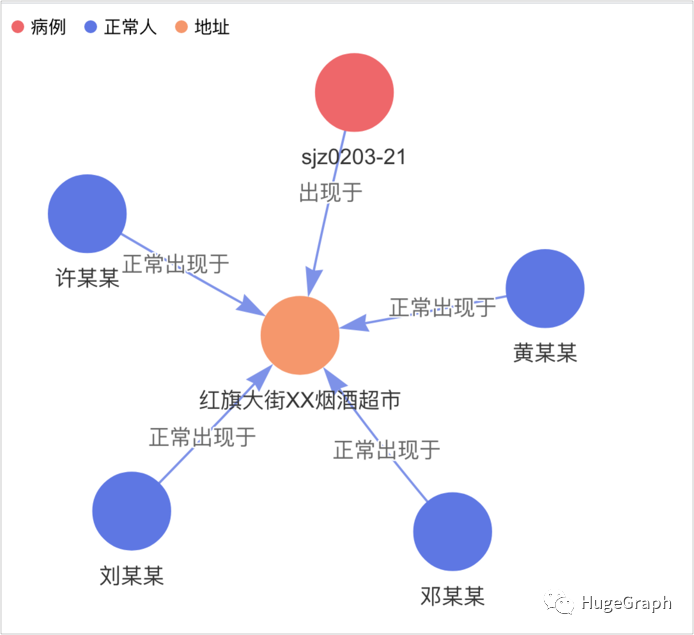 病例 正常人 地址
sjz0203-21
出现于
许某某
正常出现于
黄某某
正常出现于
红旗大街XX烟酒超市
正常出现于
刘某某
正常出现于
邓某某
HugeGraph